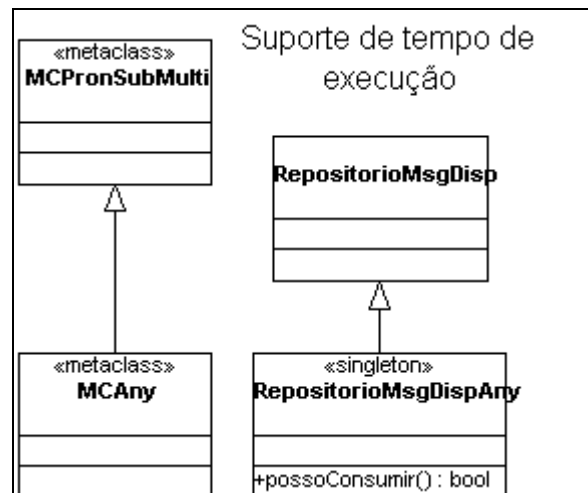 Suporte de tempo de
execução
«metaclass»
MCPronSubMulti
RepositorioMsgDisp
«metaclass»
MCAny
«singleton»
RepositorioMsgDispAny
+possoConsumir() : bool